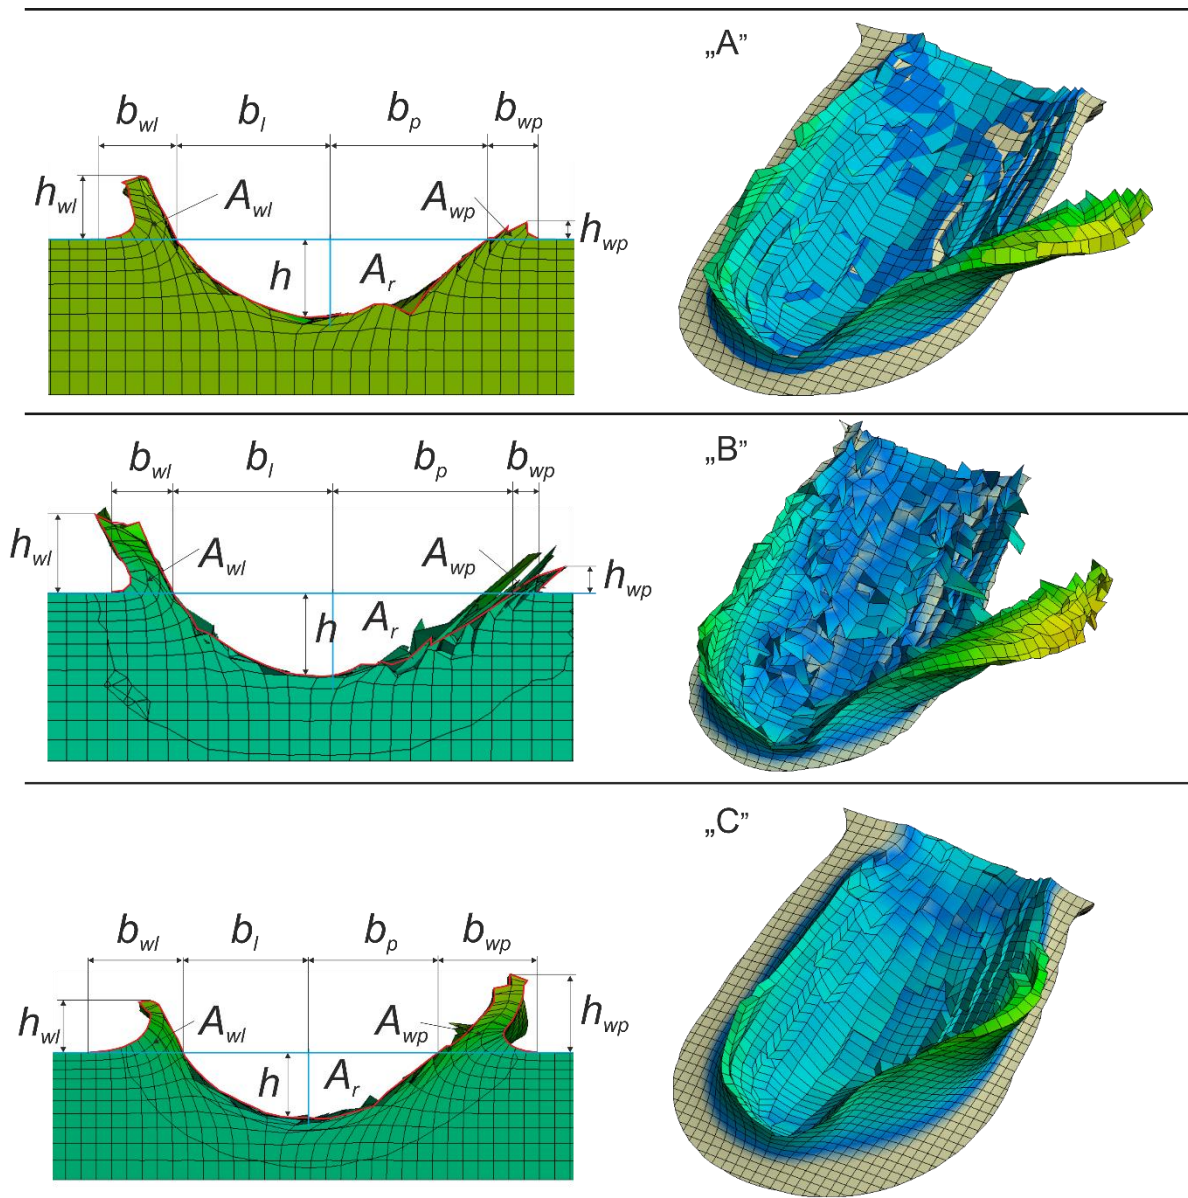 „A”
b_wl b_l b_p b_wp
h_wl A_wl A_wp h_wp
h A_r
„B”
b_wl b_l b_p b_wp
h_wl A_wl A_wp h_wp
h A_r
„C”
b_wl b_l b_p b_wp
h_wl A_wl A_wp h_wp
h A_r